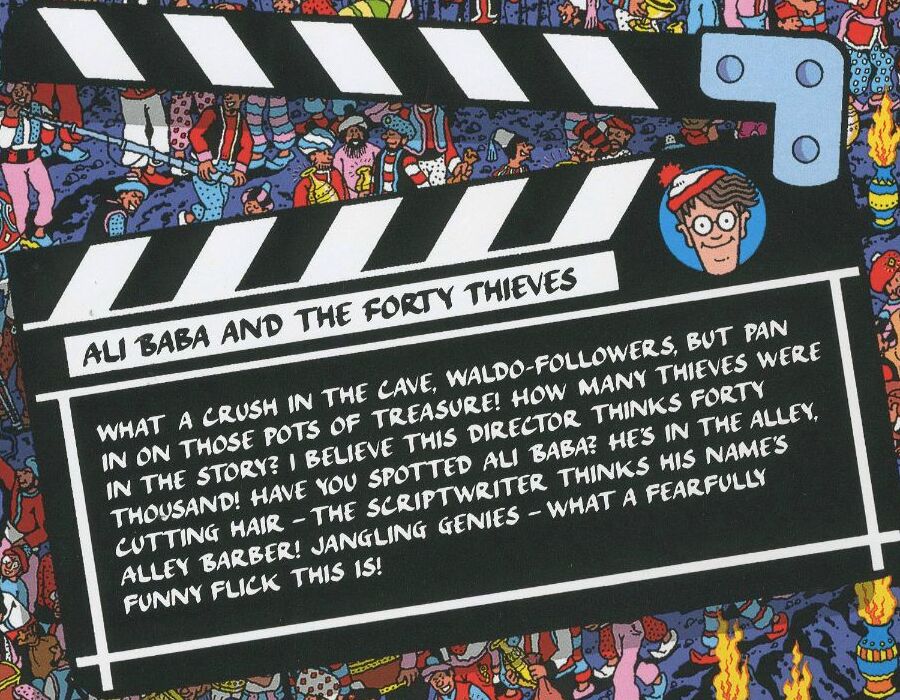 ALI BABA AND THE FORTY THIEVES
WHAT A CRUSH IN THE CAVE, WALDO-FOLLOWERS, BUT PAN
IN ON THOSE POTS OF TREASURE! HOW MANY THIEVES WERE
IN THE STORY? I BELIEVE THIS DIRECTOR THINKS FORTY
THOUSAND! HAVE YOU SPOTTED ALI BABA? HE'S IN THE ALLEY,
CUTTING HAIR – THE SCRIPTWRITER THINKS HIS NAME'S
ALLEY BARBER! JANGLING GENIES – WHAT A FEARFULLY
FUNNY FLICK THIS IS!